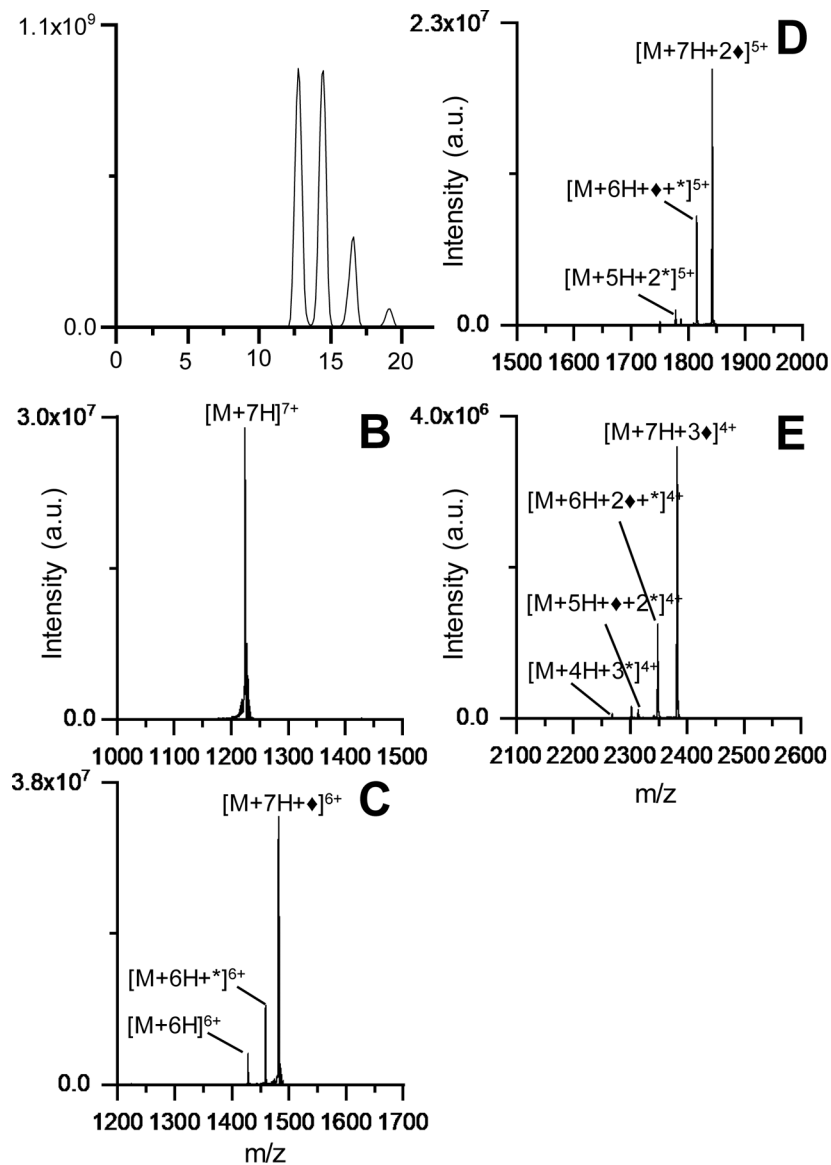 1.1x10⁹
0.0
0 5 10 15 20
2.3x10⁷
D
[M+7H+2♦]⁵⁺
[M+6H+♦+*]⁵⁺
[M+5H+2*]⁵⁺
Intensity (a.u.)
0.0
1500 1600 1700 1800 1900 2000
3.0x10⁷
[M+7H]⁷⁺
B
Intensity (a.u.)
0.0
1000 1100 1200 1300 1400 1500
4.0x10⁶
E
[M+7H+3♦]⁴⁺
[M+6H+2♦+*]⁴⁺
[M+5H+♦+2*]⁴⁺
[M+4H+3*]⁴⁺
Intensity (a.u.)
0.0
2100 2200 2300 2400 2500 2600
m/z
3.8x10⁷
[M+7H+♦]⁶⁺
C
[M+6H+*]⁶⁺
[M+6H]⁶⁺
0.0
1200 1300 1400 1500 1600 1700
m/z